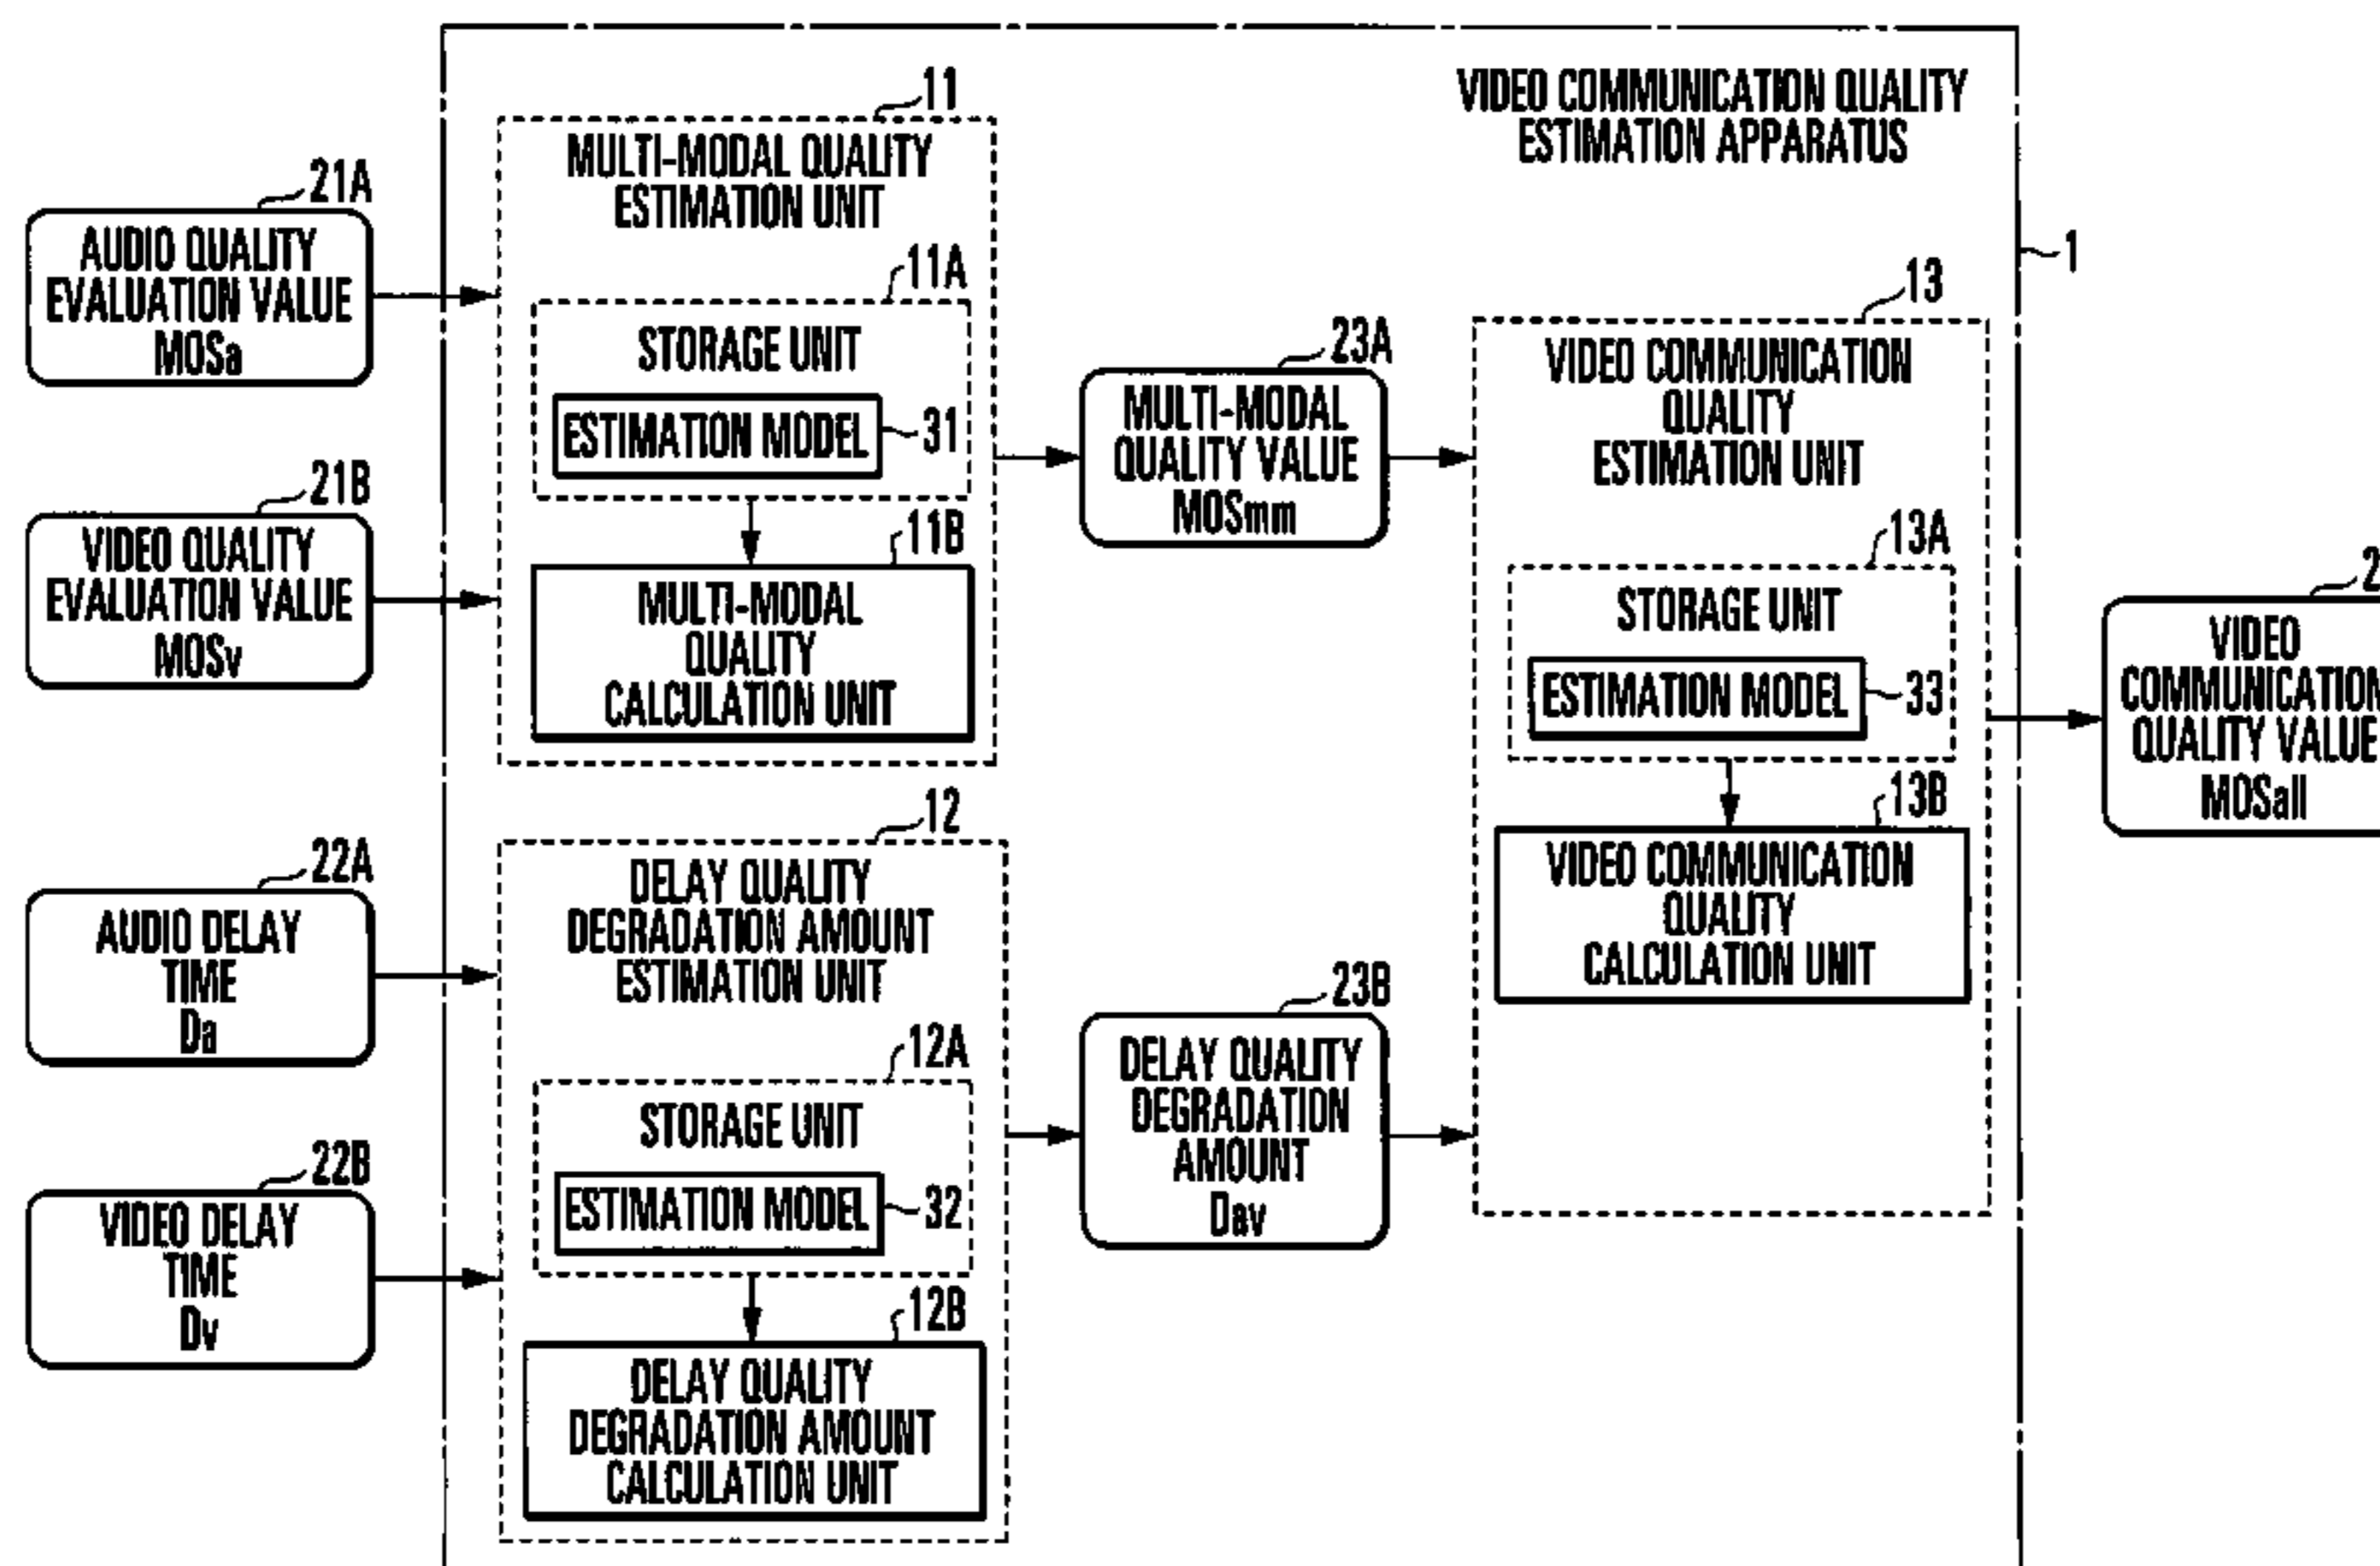 VIDEO COMMUNICATION QUALITY
ESTIMATION APPARATUS
1
11
MULTI-MODAL QUALITY
ESTIMATION UNIT
21A
AUDIO QUALITY
EVALUATION VALUE
MOSa
11A
STORAGE UNIT
ESTIMATION MODEL
31
21B
VIDEO QUALITY
EVALUATION VALUE
MOSv
11B
MULTI-MODAL
QUALITY
CALCULATION UNIT
23A
MULTI-MODAL
QUALITY VALUE
MOSmm
13
VIDEO COMMUNICATION
QUALITY
ESTIMATION UNIT
13A
STORAGE UNIT
ESTIMATION MODEL
33
13B
VIDEO COMMUNICATION
QUALITY
CALCULATION UNIT
VIDEO
COMMUNICATION
QUALITY VALUE
MOSall
12
DELAY QUALITY
DEGRADATION AMOUNT
ESTIMATION UNIT
22A
AUDIO DELAY
TIME
Da
12A
STORAGE UNIT
ESTIMATION MODEL
32
22B
VIDEO DELAY
TIME
Dv
12B
DELAY QUALITY
DEGRADATION AMOUNT
CALCULATION UNIT
23B
DELAY QUALITY
DEGRADATION
AMOUNT
Dav